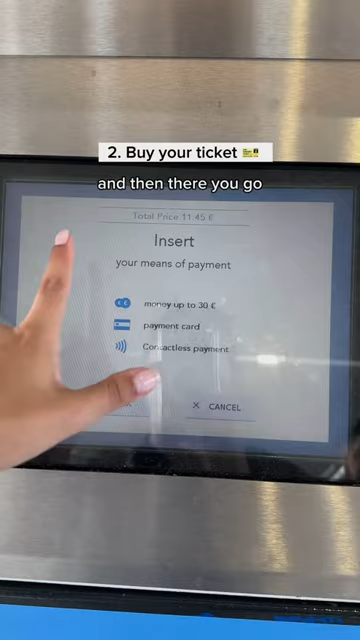 2. Buy your ticket 🎫
and then there you go
Total Price 11.45 €
Insert
your means of payment
money up to 30 €
payment card
Contactless payment
× CANCEL